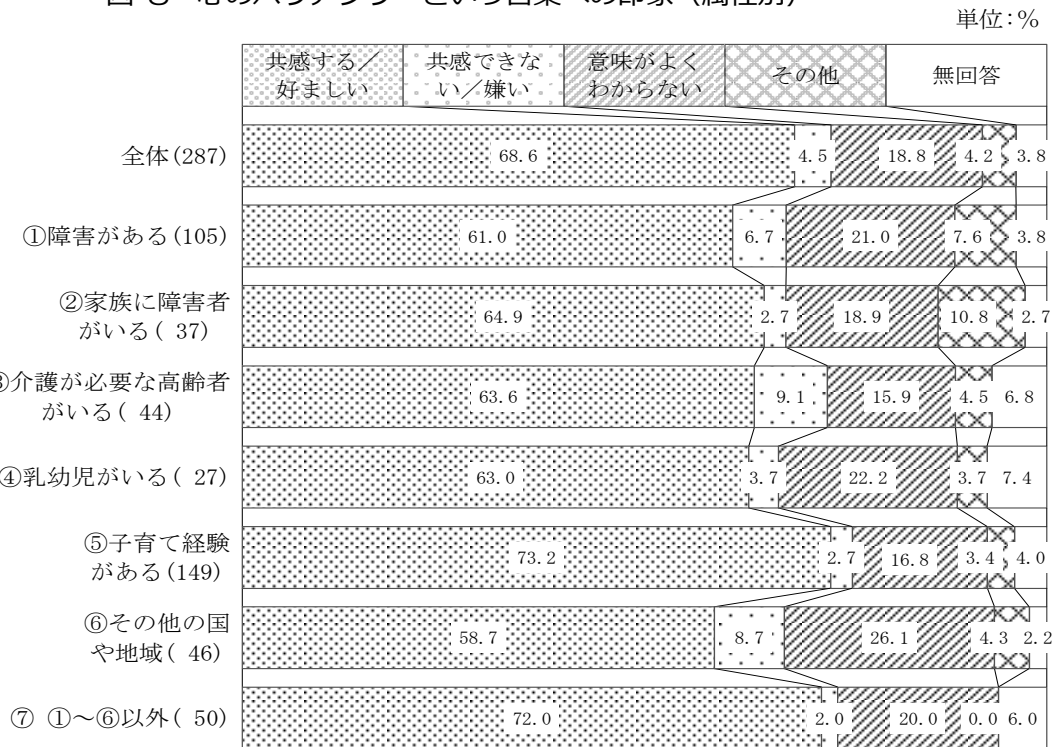 心のバリアフリーという言葉への印象（属性別）
単位：％
共感する／
好ましい
共感できな
い／嫌い
意味がよく
わからない
その他
無回答
全体(287)
68.6 4.5 18.8 4.2 3.8
①障害がある(105)
61.0 6.7 21.0 7.6 3.8
②家族に障害者
がいる( 37)
64.9 2.7 18.9 10.8 2.7
③介護が必要な高齢者
がいる( 44)
63.6 9.1 15.9 4.5 6.8
④乳幼児がいる( 27)
63.0 3.7 22.2 3.7 7.4
⑤子育て経験
がある(149)
73.2 2.7 16.8 3.4 4.0
⑥その他の国
や地域( 46)
58.7 8.7 26.1 4.3 2.2
⑦ ①～⑥以外( 50)
72.0 2.0 20.0 0.0 6.0